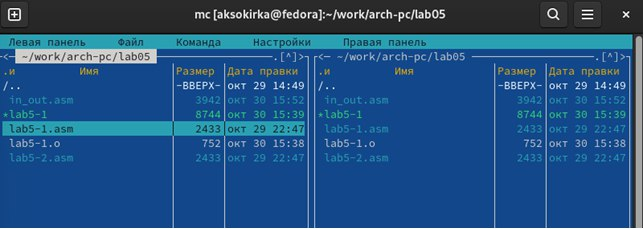 mc [aksokirka@fedora]:~/work/arch-pc/lab05
Левая панель Файл Команда Настройки Правая панель
<— ~/work/arch-pc/lab05 .[^]> <— ~/work/arch-pc/lab05 .[^]>
.и Имя Размер Дата правки .и Имя Размер Дата правки
/.. -ВВЕРХ- окт 29 14:49 /.. -ВВЕРХ- окт 29 14:49
in_out.asm 3942 окт 30 15:52 in_out.asm 3942 окт 30 15:52
*lab5-1 8744 окт 30 15:39 *lab5-1 8744 окт 30 15:39
lab5-1.asm 2433 окт 29 22:47 lab5-1.asm 2433 окт 29 22:47
lab5-1.o 752 окт 30 15:38 lab5-1.o 752 окт 30 15:38
lab5-2.asm 2433 окт 29 22:47 lab5-2.asm 2433 окт 29 22:47